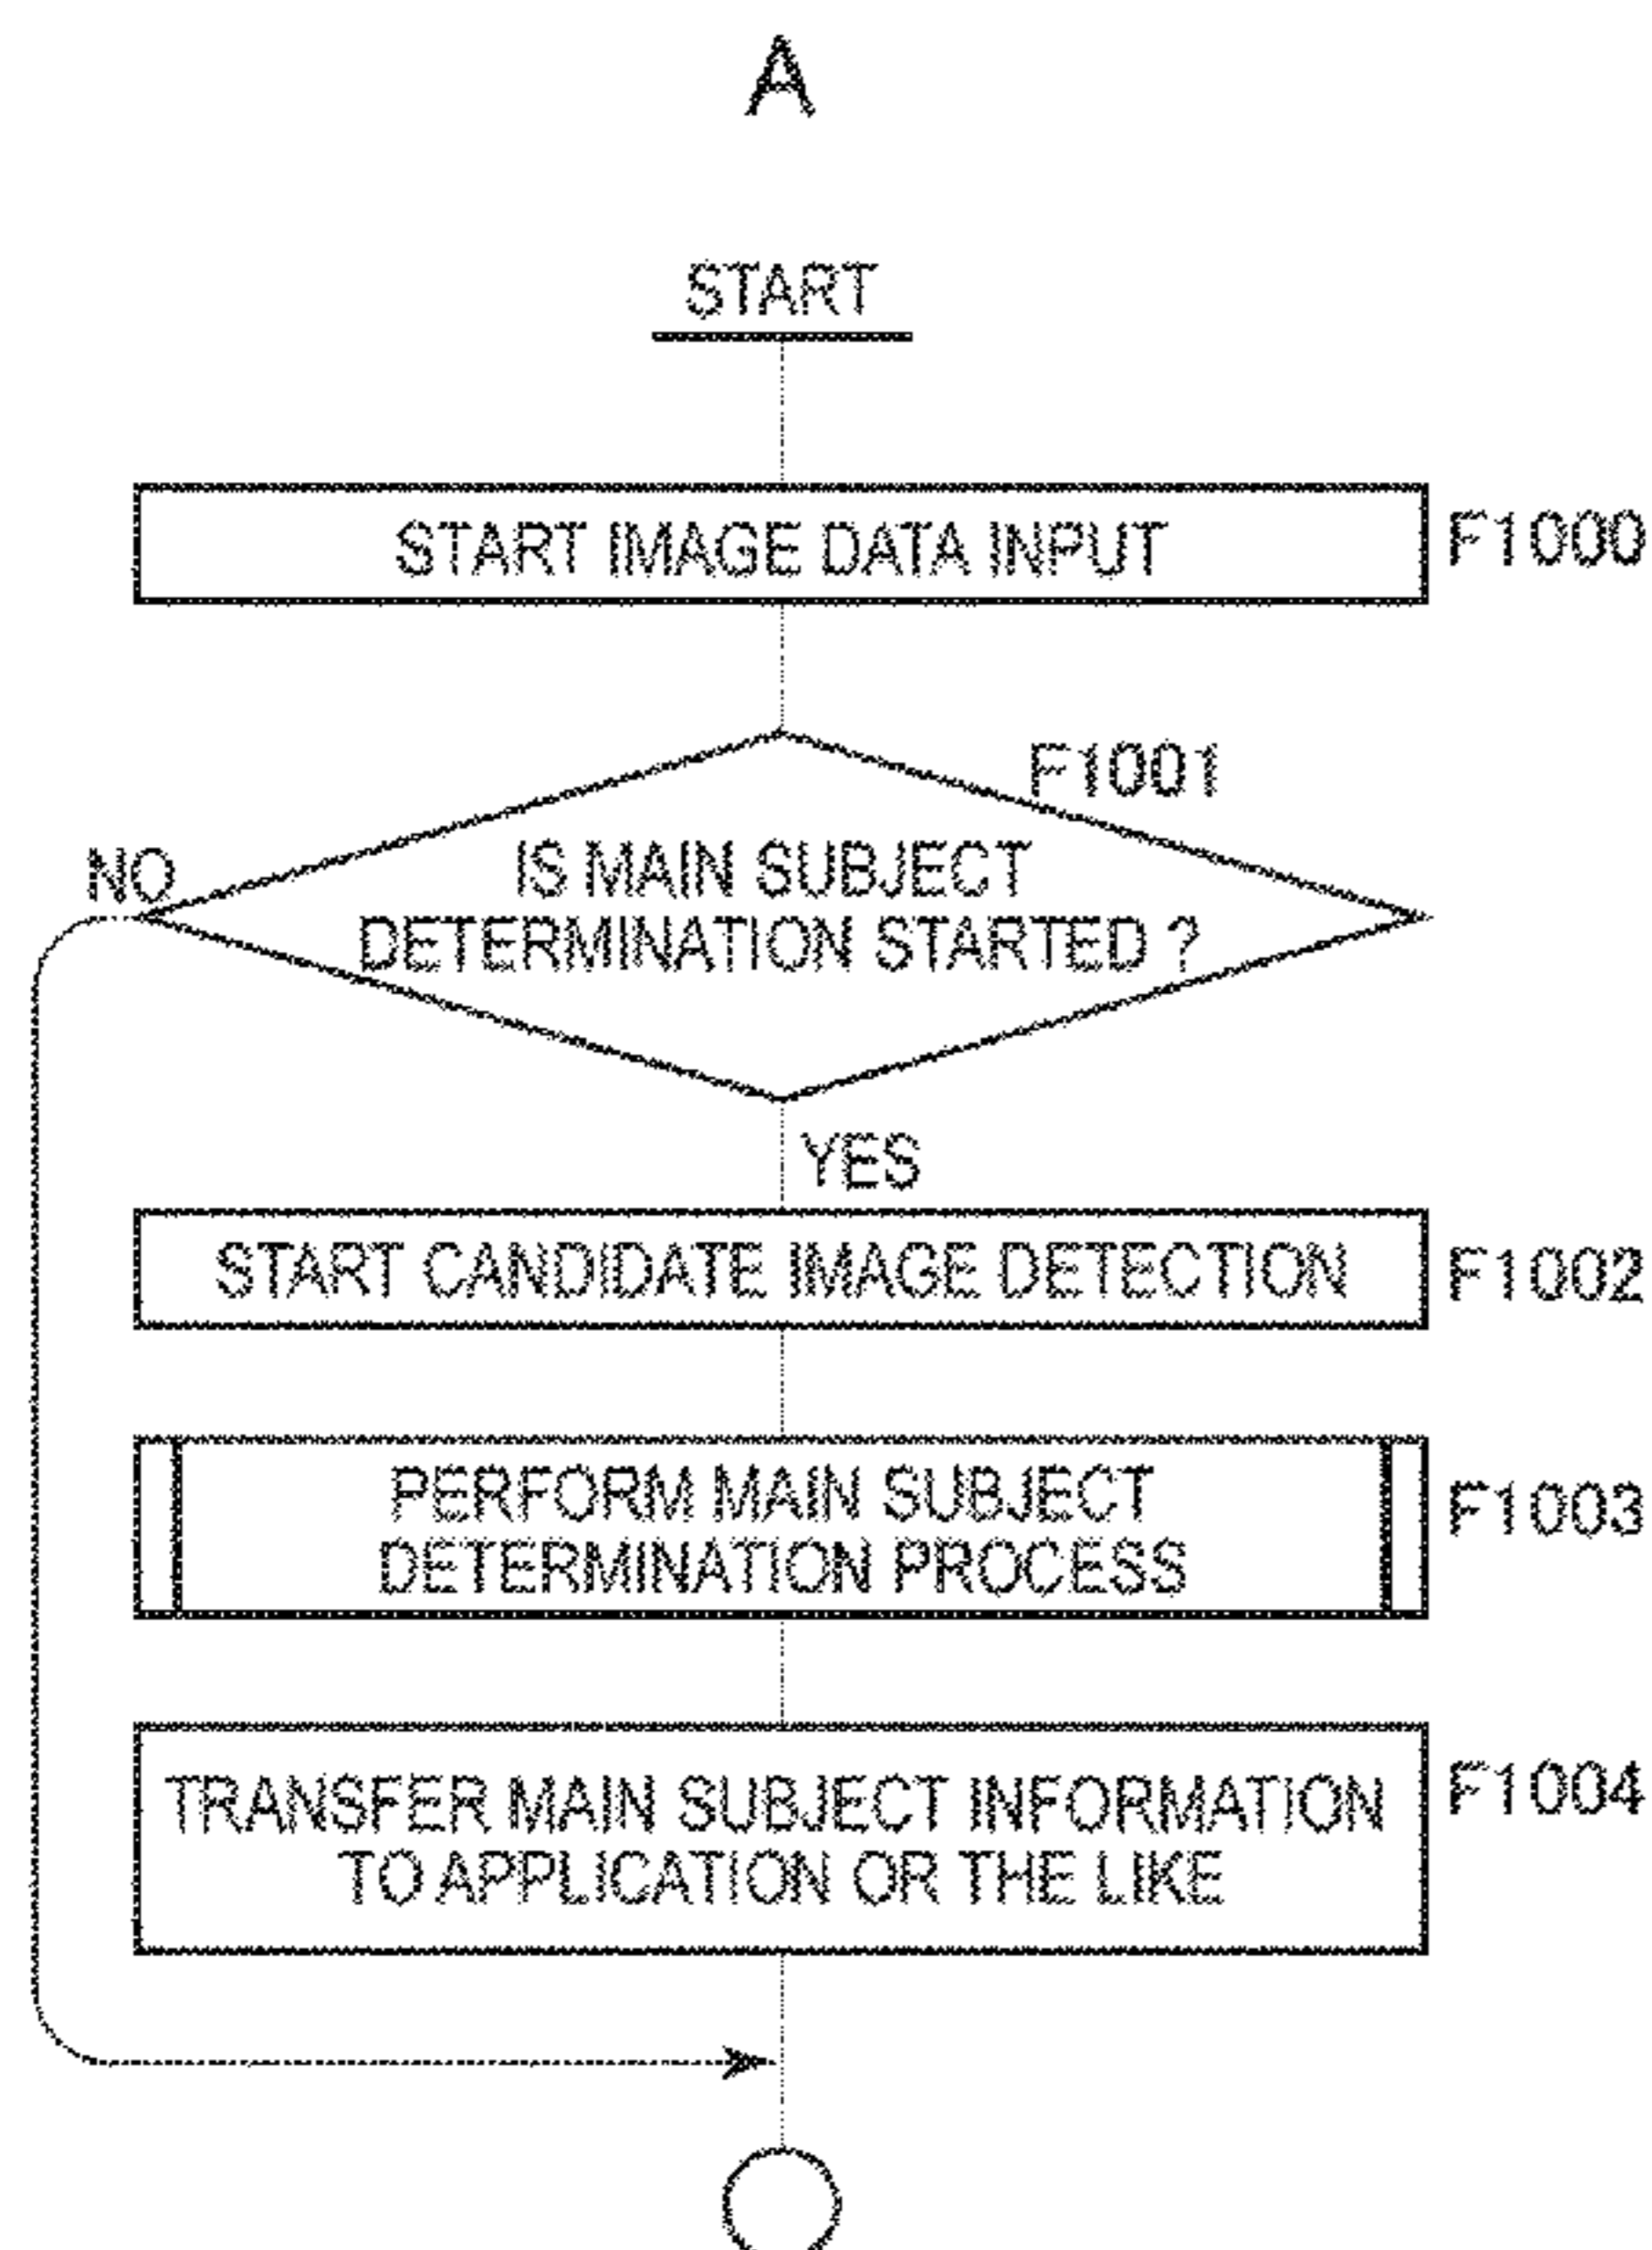 A
START
START IMAGE DATA INPUT
F1000
F1001
NO
IS MAIN SUBJECT
DETERMINATION STARTED ?
YES
START CANDIDATE IMAGE DETECTION
F1002
PERFORM MAIN SUBJECT
DETERMINATION PROCESS
F1003
TRANSFER MAIN SUBJECT INFORMATION
TO APPLICATION OR THE LIKE
F1004